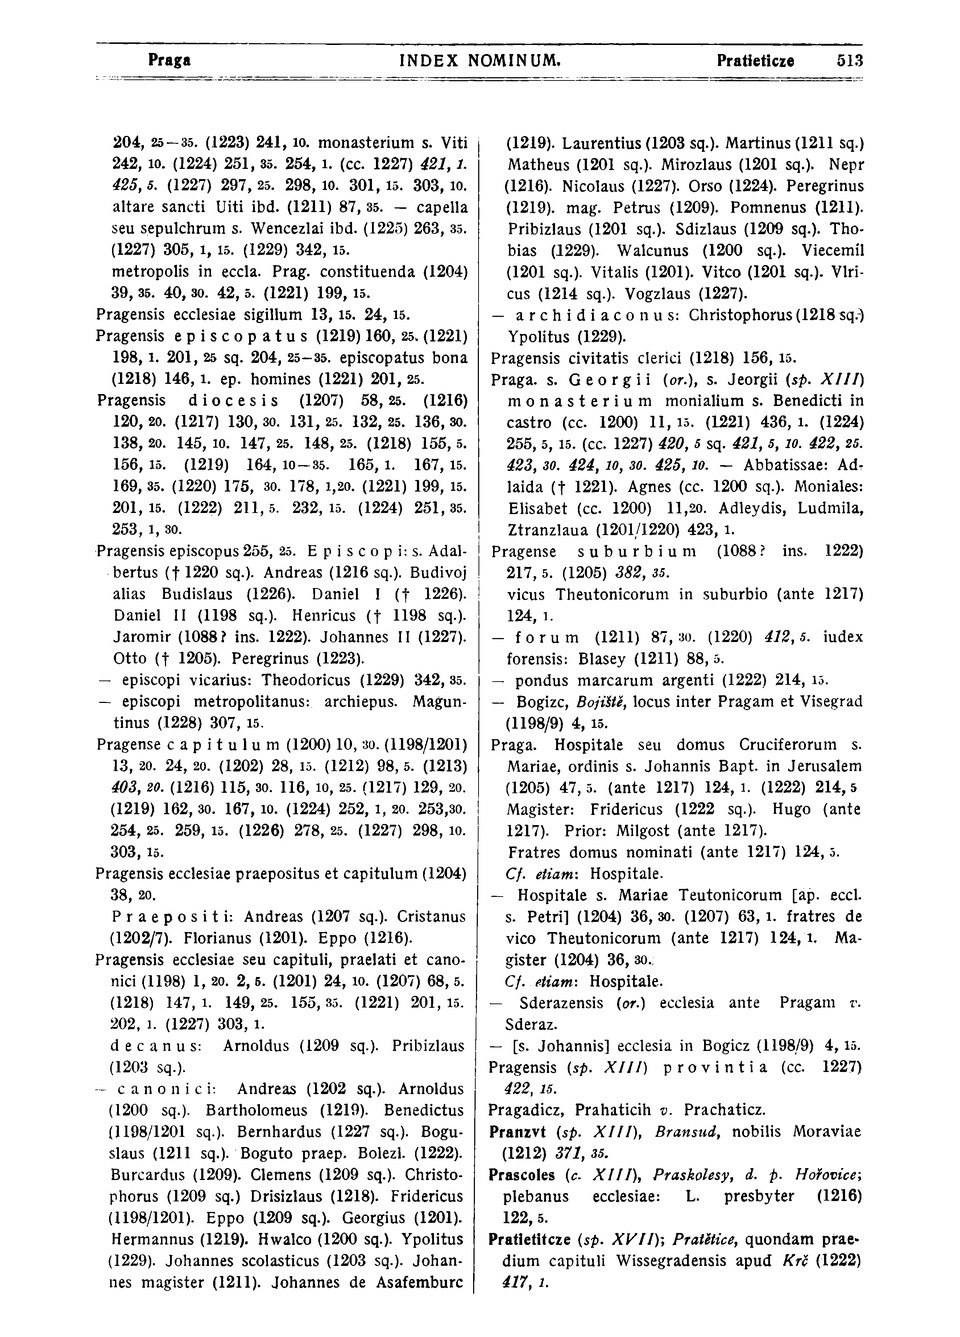 Praga INDEX NOMINUM. Pratieticze 513
204, 25—35. (1223) 241, 10. monasterium s. Viti
242, 10. (1224) 251, 35. 254, 1. (cc. 1227) 421, 1.
425, 5. (1227) 297, 25. 298, 10. 301, 15. 303, 10.
altare sancti Uiti ibd. (1211) 87, 35. — capella
seu sepulchrum s. Wencezlai ibd. (1225) 263, 35.
(1227) 305, 1, 15. (1229) 342, 15.
metropolis in eccla. Prag. constituenda (1204)
39, 35. 40, 30. 42, 5. (1221) 199, 15.
Pragensis ecclesiae sigillum 13, 15. 24, 15.
Pragensis episcopatus (1219) 160, 25. (1221)
198, 1. 201, 25 sq. 204, 25—35. episcopatus bona
(1218) 146, 1. ep. homines (1221) 201, 25.
Pragensis diocesis (1207) 58, 25. (1216)
120, 20. (1217) 130, 30. 131, 25. 132, 25. 136, 30.
138, 20. 145, 10. 147, 25. 148, 25. (1218) 155, 5.
156, 15. (1219) 164, 10—35. 165, 1. 167, 15.
169, 35. (1220) 175, 30. 178, 1,20. (1221) 199, 15.
201, 15. (1222) 211, 5. 232, 15. (1224) 251, 35.
253, 1, 30.
Pragensis episcopus 255, 25. Episcopi: s. Adal-
bertus († 1220 sq.). Andreas (1216 sq.). Budivoj
alias Budislaus (1226). Daniel I († 1226).
Daniel II (1198 sq.). Henricus († 1198 sq.).
Jaromir (1088? ins. 1222). Johannes II (1227).
Otto († 1205). Peregrinus (1223).
— episcopi vicarius: Theodoricus (1229) 342, 35.
— episcopi metropolitanus: archiepus. Magun-
tinus (1228) 307, 15.
Pragense capitulum (1200) 10, 30. (1198/1201)
13, 20. 24, 20. (1202) 28, 15. (1212) 98, 5. (1213)
403, 20. (1216) 115, 30. 116, 10, 25. (1217) 129, 20.
(1219) 162, 30. 167, 10. (1224) 252, 1, 20. 253,30.
254, 25. 259, 15. (1226) 278, 25. (1227) 298, 10.
303, 15.
Pragensis ecclesiae praepositus et capitulum (1204)
38, 20.
Praepositi: Andreas (1207 sq.). Cristanus
(1202/7). Florianus (1201). Eppo (1216).
Pragensis ecclesiae seu capituli, praelati et cano-
nici (1198) 1, 20. 2, 5. (1201) 24, 10. (1207) 68, 5.
(1218) 147, 1. 149, 25. 155, 35. (1221) 201, 15.
202, 1. (1227) 303, 1.
decanus: Arnoldus (1209 sq.). Pribizlaus
(1203 sq.).
— canonici: Andreas (1202 sq.). Arnoldus
(1200 sq.). Bartholomeus (1219). Benedictus
(1198/1201 sq.). Bernhardus (1227 sq.). Bogu-
slaus (1211 sq.). Boguto praep. Bolezl. (1222).
Burcardus (1209). Clemens (1209 sq.). Christo-
phorus (1209 sq.) Drisizlaus (1218). Fridericus
(1198/1201). Eppo (1209 sq.). Georgius (1201).
Hermannus (1219). Hwalco (1200 sq.). Ypolitus
(1229). Johannes scolasticus (1203 sq.). Johan-
nes magister (1211). Johannes de Asafemburc
(1219). Laurentius (1203 sq.). Martinus (1211 sq.)
Matheus (1201 sq.). Mirozlaus (1201 sq.). Nepr
(1216). Nicolaus (1227). Orso (1224). Peregrinus
(1219). mag. Petrus (1209). Pomnenus (1211).
Pribizlaus (1201 sq.). Sdizlaus (1209 sq.). Tho-
bias (1229). Walcunus (1200 sq.). Viecemil
(1201 sq.). Vitalis (1201). Vitco (1201 sq.). Vlri-
cus (1214 sq.). Vogzlaus (1227).
— archidiaconus: Christophorus (1218 sq.)
Ypolitus (1229).
Pragensis civitatis clerici (1218) 156, 15.
Praga. s. Georgii (or.), s. Jeorgii (sp. XIII)
monasterium monialium s. Benedicti in
castro (cc. 1200) 11, 15. (1221) 436, 1. (1224)
255, 5, 15. (cc. 1227) 420, 5 sq. 421, 5, 10. 422, 25.
423, 30. 424, 10, 30. 425, 10. — Abbatissae: Ad-
laida († 1221). Agnes (cc. 1200 sq.). Moniales:
Elisabet (cc. 1200) 11,20. Adleydis, Ludmila,
Ztranzlaua (1201/1220) 423, 1.
Pragense suburbium (1088? ins. 1222)
217, 5. (1205) 382, 35.
vicus Theutonicorum in suburbio (ante 1217)
124, 1.
— forum (1211) 87, 30. (1220) 412, 5. iudex
forensis: Blasey (1211) 88, 5.
— pondus marcarum argenti (1222) 214, 15.
— Bogizc, Bojiště, locus inter Pragam et Visegrad
(1198/9) 4, 15.
Praga. Hospitale seu domus Cruciferorum s.
Mariae, ordinis s. Johannis Bapt. in Jerusalem
(1205) 47, 5. (ante 1217) 124, 1. (1222) 214, 5
Magister: Fridericus (1222 sq.). Hugo (ante
1217). Prior: Milgost (ante 1217).
Fratres domus nominati (ante 1217) 124, 5.
Cf. etiam: Hospitale.
— Hospitale s. Mariae Teutonicorum [ap. eccl.
s. Petri] (1204) 36, 30. (1207) 63, 1. fratres de
vico Theutonicorum (ante 1217) 124, 1. Ma-
gister (1204) 36, 30.
Cf. etiam: Hospitale.
— Sderazensis (or.) ecclesia ante Pragam v.
Sderaz.
— [s. Johannis] ecclesia in Bogicz (1198/9) 4, 15.
Pragensis (sp. XIII) provintia (cc. 1227)
422, 15.
Pragadicz, Prahaticih v. Prachaticz.
Pranzvt (sp. XIII), Bransud, nobilis Moraviae
(1212) 371, 35.
Prascoles (c. XIII), Praskolesy, d. p. Hořovice;
plebanus ecclesiae: L. presbyter (1216)
122, 5.
Pratietitcze (sp. XVII); Pratětice, quondam prae-
dium capituli Wissegradensis apud Krč (1222)
417, 1.